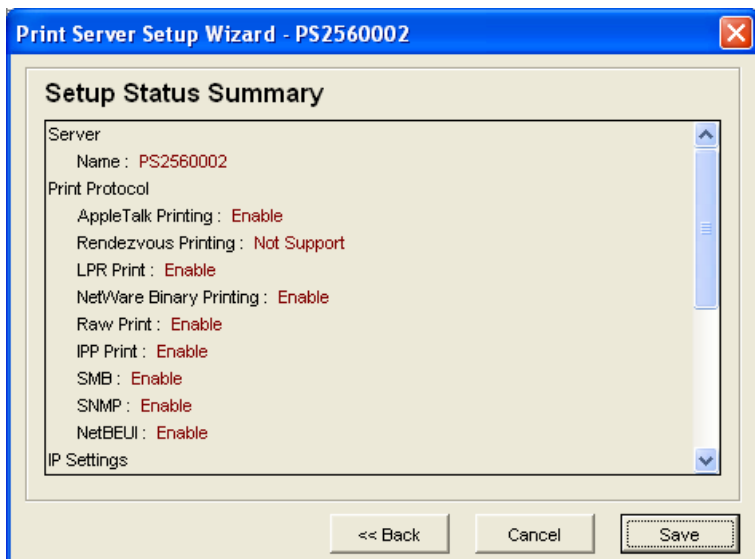 Print Server Setup Wizard - PS2560002
Setup Status Summary
Server
Name : PS2560002
Print Protocol
AppleTalk Printing : Enable
Rendezvous Printing : Not Support
LPR Print : Enable
NetWare Binary Printing : Enable
Raw Print : Enable
IPP Print : Enable
SMB : Enable
SNMP : Enable
NetBEUI : Enable
IP Settings
<< Back Cancel Save